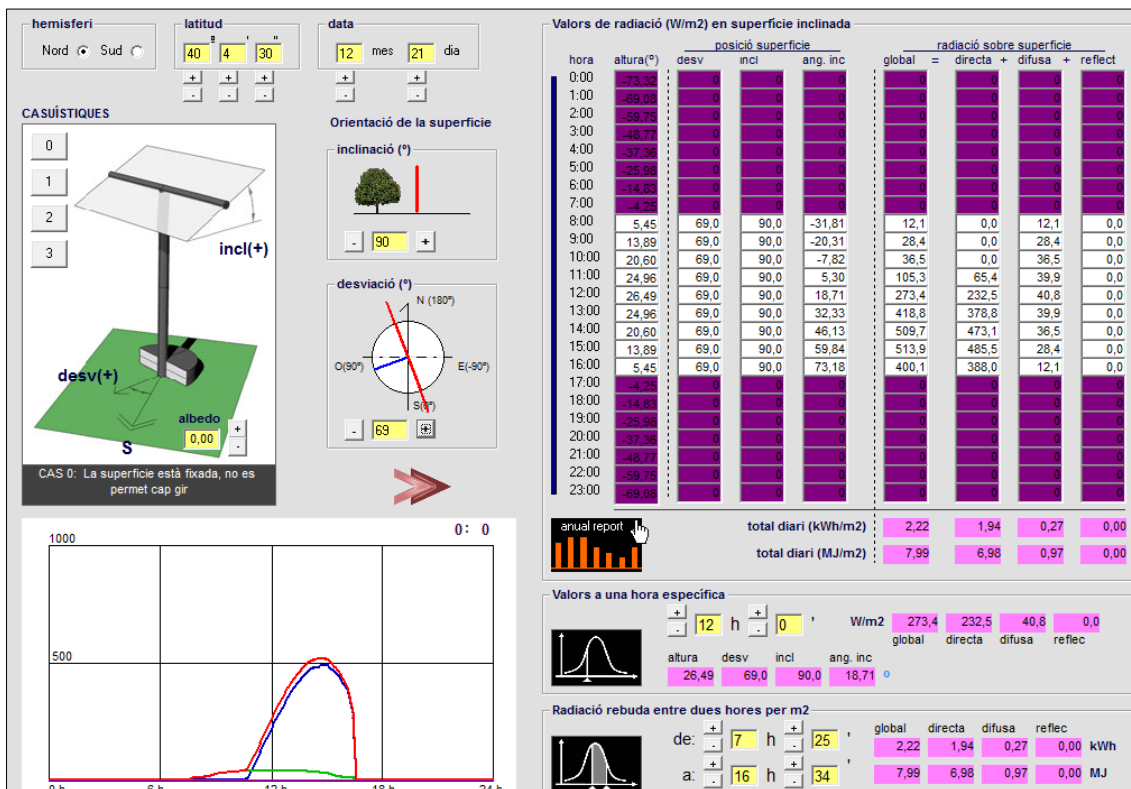 hemisferi
Nord Sud
latitud
º ' "
40 4 30
+ + +
- - -
data
12 mes 21 dia
+ +
- -
CASUÍSTIQUES
0
1
2
3
incl(+)
desv(+)
S
albedo
0,00 + -
CAS 0: La superficie està fixada, no es
permet cap gir
Orientació de la superficie
inclinació (º)
- 90 +
desviació (º)
N (180º)
O(90º) E(-90º)
S(0º)
- 69
0: 0
1000
500
0 h 6 h 12 h 18 h 24 h
Valors de radiació (W/m2) en superfície inclinada
posició superficie radiació sobre superficie
hora altura(º) desv incl ang. inc global = directa + difusa + reflect
0:00 -73,32 0 0 0 0 0 0 0
1:00 -69,08 0 0 0 0 0 0 0
2:00 -59,75 0 0 0 0 0 0 0
3:00 -48,77 0 0 0 0 0 0 0
4:00 -37,36 0 0 0 0 0 0 0
5:00 -25,98 0 0 0 0 0 0 0
6:00 -14,83 0 0 0 0 0 0 0
7:00 -4,25 0 0 0 0 0 0 0
8:00 5,45 69,0 90,0 -31,81 12,1 0,0 12,1 0,0
9:00 13,89 69,0 90,0 -20,31 28,4 0,0 28,4 0,0
10:00 20,60 69,0 90,0 -7,82 36,5 0,0 36,5 0,0
11:00 24,96 69,0 90,0 5,30 105,3 65,4 39,9 0,0
12:00 26,49 69,0 90,0 18,71 273,4 232,5 40,8 0,0
13:00 24,96 69,0 90,0 32,33 418,8 378,8 39,9 0,0
14:00 20,60 69,0 90,0 46,13 509,7 473,1 36,5 0,0
15:00 13,89 69,0 90,0 59,84 513,9 485,5 28,4 0,0
16:00 5,45 69,0 90,0 73,18 400,1 388,0 12,1 0,0
17:00 -4,25 0 0 0 0 0 0 0
18:00 -14,83 0 0 0 0 0 0 0
19:00 -25,98 0 0 0 0 0 0 0
20:00 -37,36 0 0 0 0 0 0 0
21:00 -48,77 0 0 0 0 0 0 0
22:00 -59,75 0 0 0 0 0 0 0
23:00 -69,08 0 0 0 0 0 0 0
anual report
total diari (kWh/m2) 2,22 1,94 0,27 0,00
total diari (MJ/m2) 7,99 6,98 0,97 0,00
Valors a una hora específica
+ - 12 h + - 0 ' W/m2 273,4 232,5 40,8 0,0
global directa difusa reflec
altura desv incl ang. inc
26,49 69,0 90,0 18,71 º
Radiació rebuda entre dues hores per m2
global directa difusa reflec
de: + - 7 h + - 25 ' 2,22 1,94 0,27 0,00 kWh
a: + - 16 h + - 34 ' 7,99 6,98 0,97 0,00 MJ